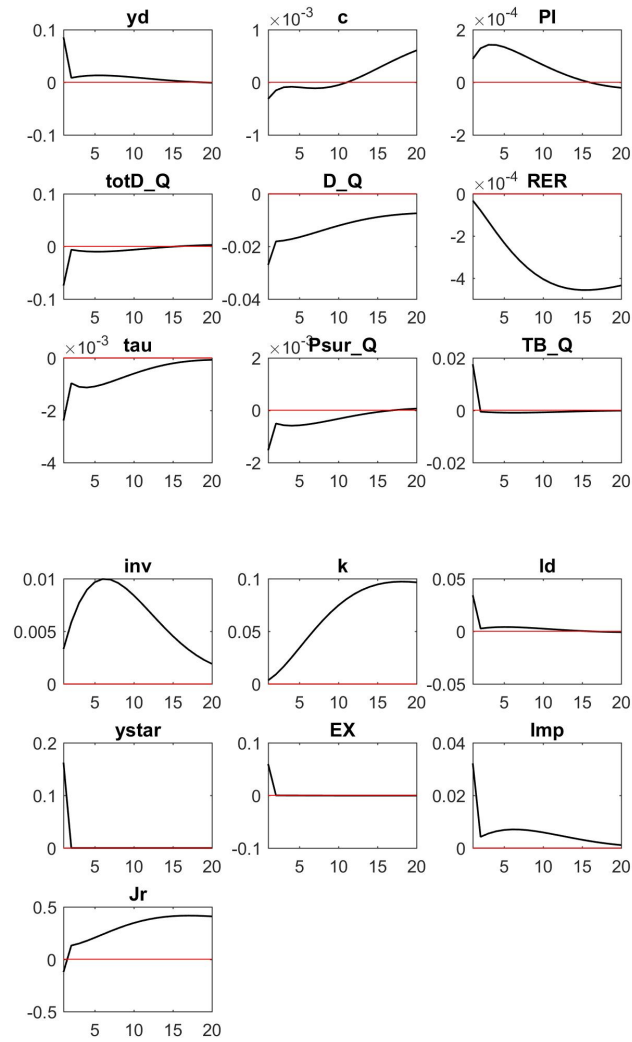 yd c PI
0.1 ×10-3 1 ×10-4 2
0 0 0
-0.1 -1 -2
5 10 15 20 5 10 15 20 5 10 15 20
totD_Q D_Q RER
0.1 0 ×10-4 0
0 -0.02 -2
-0.1 -0.04 -4
5 10 15 20 5 10 15 20 5 10 15 20
tau Psur_Q TB_Q
×10-3 0 ×10-3 2 0.02
-2 0 0
-4 -2 -0.02
5 10 15 20 5 10 15 20 5 10 15 20
inv k ld
0.01 0.1 0.05
0.005 0.05 0
0 0 -0.05
5 10 15 20 5 10 15 20 5 10 15 20
ystar EX Imp
0.2 0.1 0.04
0.1 0 0.02
0 -0.1 0
5 10 15 20 5 10 15 20 5 10 15 20
Jr
0.5
0
-0.5
5 10 15 20